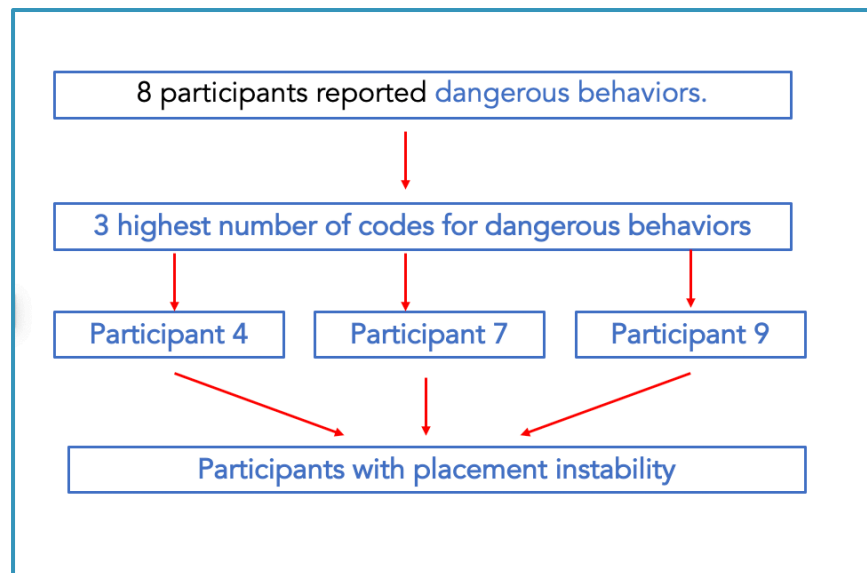 8 participants reported dangerous behaviors.
3 highest number of codes for dangerous behaviors
Participant 4
Participant 7
Participant 9
Participants with placement instability